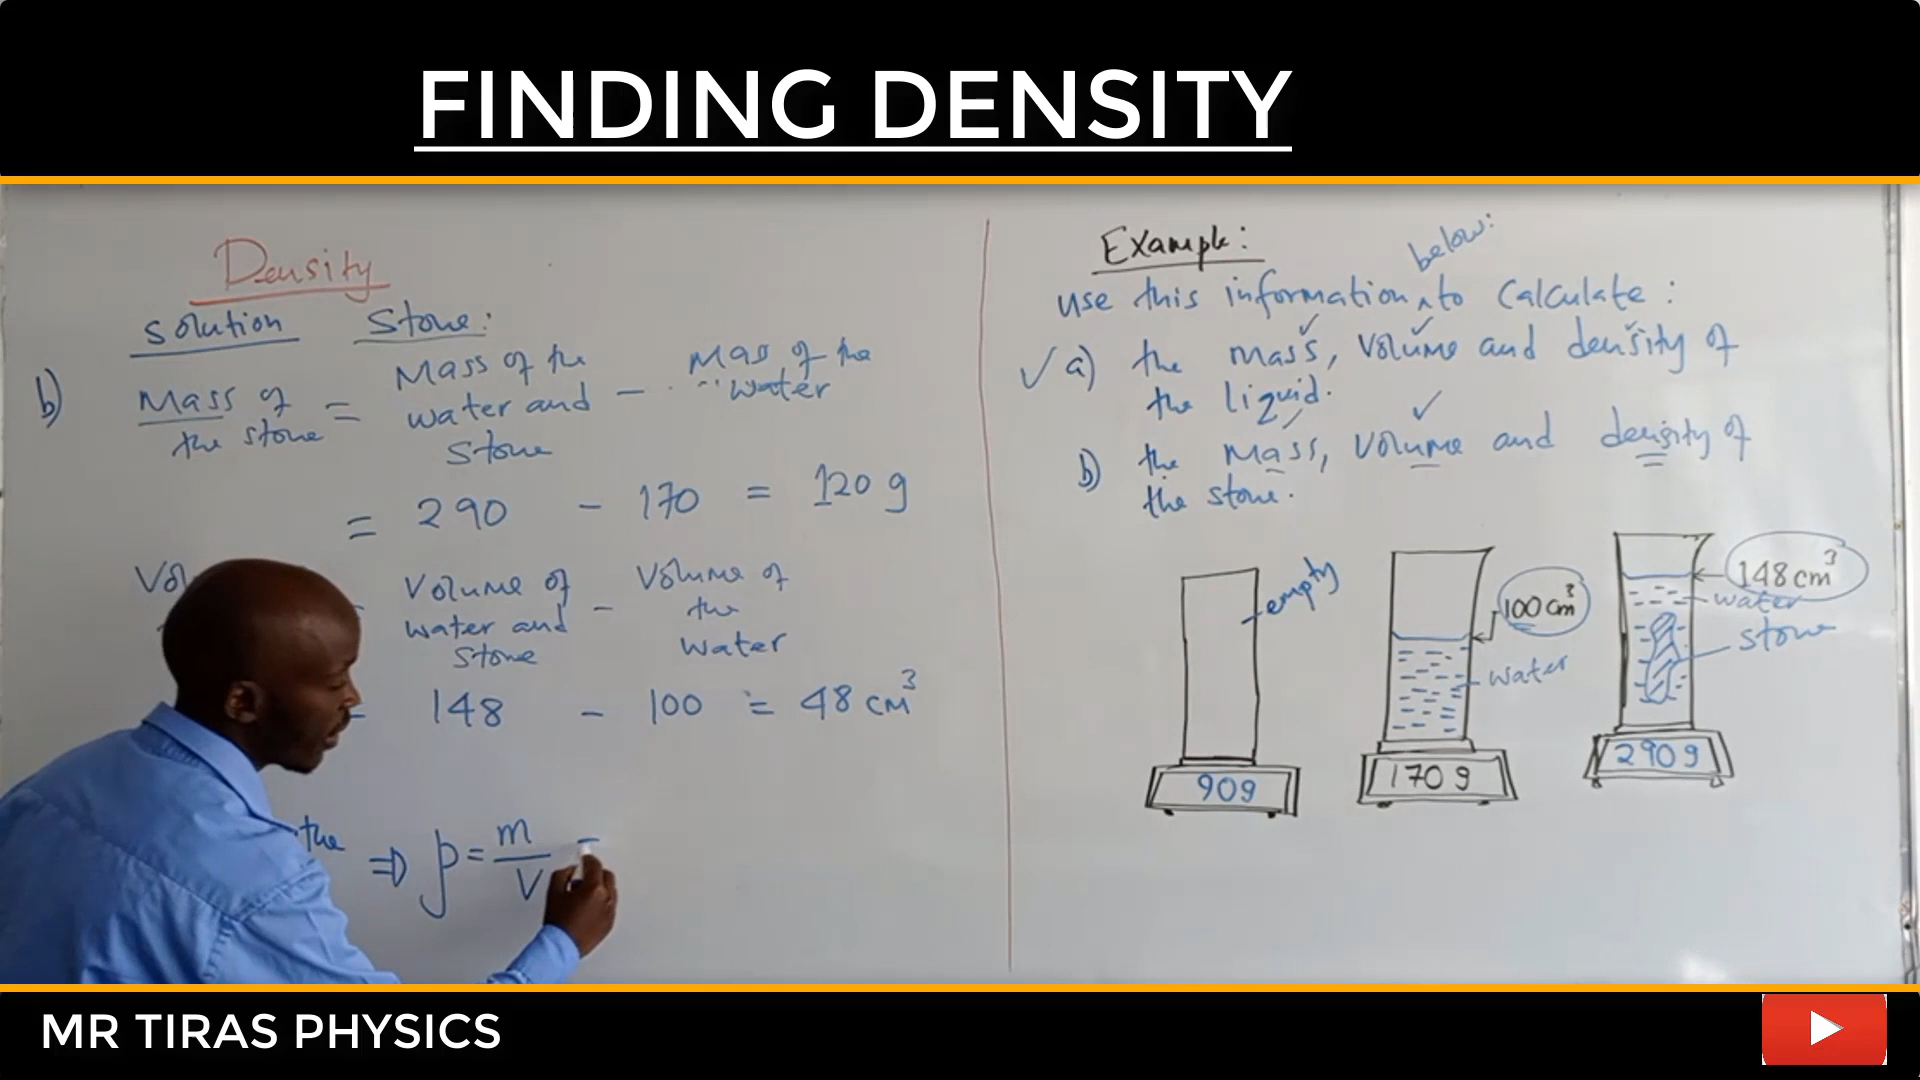 FINDING DENSITY
Density
Solution Stone:
b) Mass of the stone = Mass of the water and stone - Mass of the water
= 290 - 170 = 120 g
Volume of water and stone - Volume of the water
148 - 100 = 48 cm³
the ⇒ ρ = m/V
Example:
below:
use this information ^ to calculate:
✓ a) the mass, volume and density of
the liquid.
b) the mass, volume and density of
the stone.
empty
90g
100 cm³
water
170g
148 cm³
water
stone
290g
MR TIRAS PHYSICS